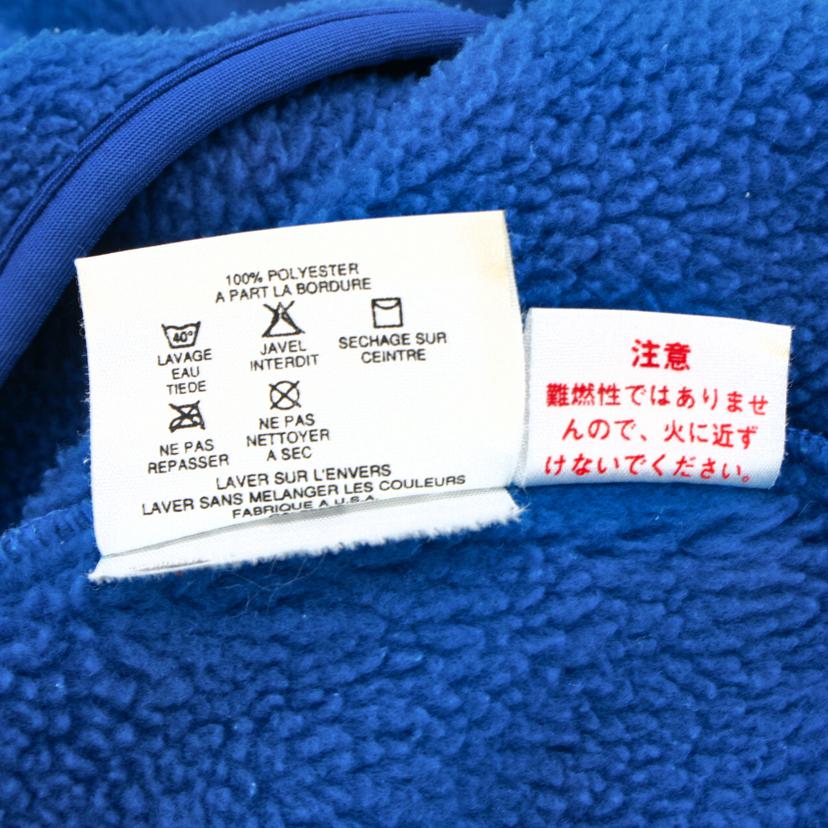 100% POLYESTER
A PART LA BORDURE
40°
LAVAGE
EAU
TIEDE
JAVEL
INTERDIT
SECHAGE SUR
CEINTRE
NE PAS
REPASSER
NE PAS
NETTOYER
A SEC
LAVER SUR L'ENVERS
LAVER SANS MELANGER LES COULEURS
FABRIQUE A U.S.A.
注意
難燃性ではありませ
んので、火に近ず
けないでください。